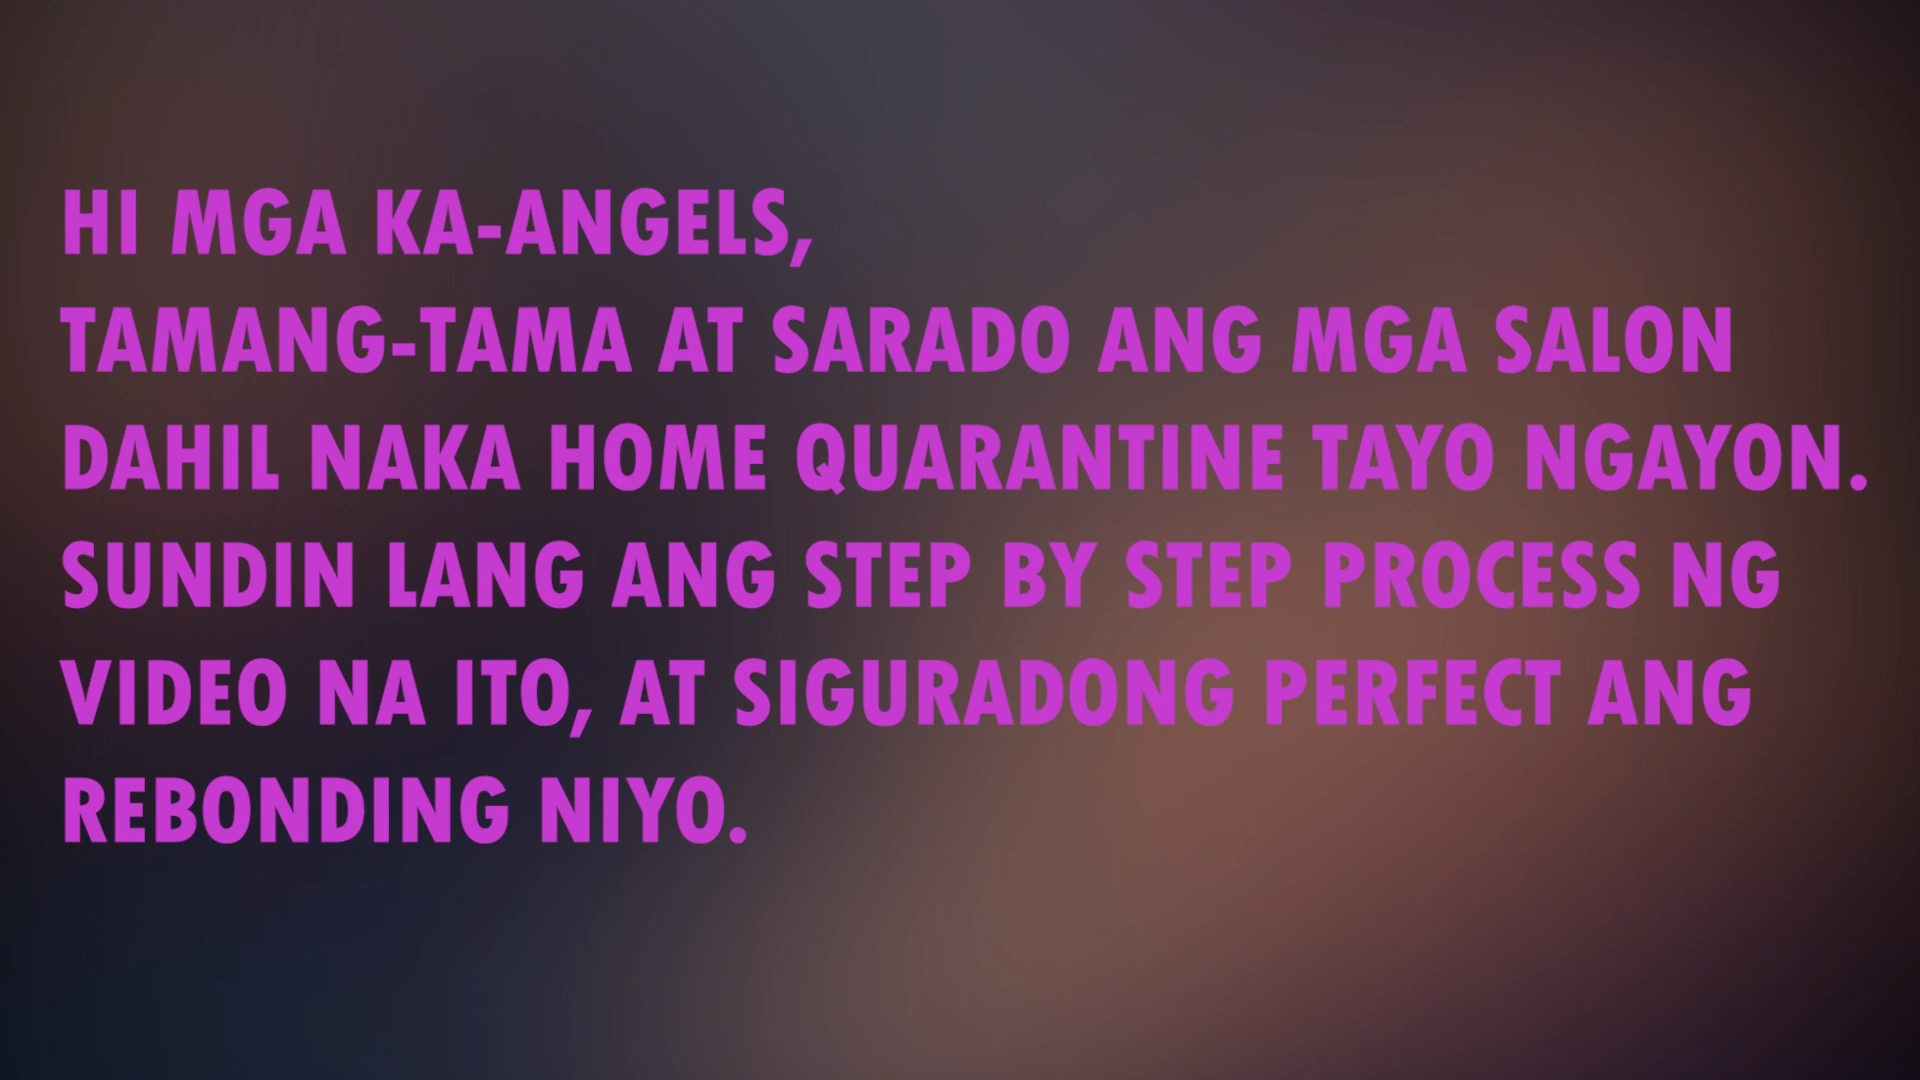 HI MGA KA-ANGELS,
TAMANG-TAMA AT SARADO ANG MGA SALON
DAHIL NAKA HOME QUARANTINE TAYO NGAYON.
SUNDIN LANG ANG STEP BY STEP PROCESS NG
VIDEO NA ITO, AT SIGURADONG PERFECT ANG
REBONDING NIYO.